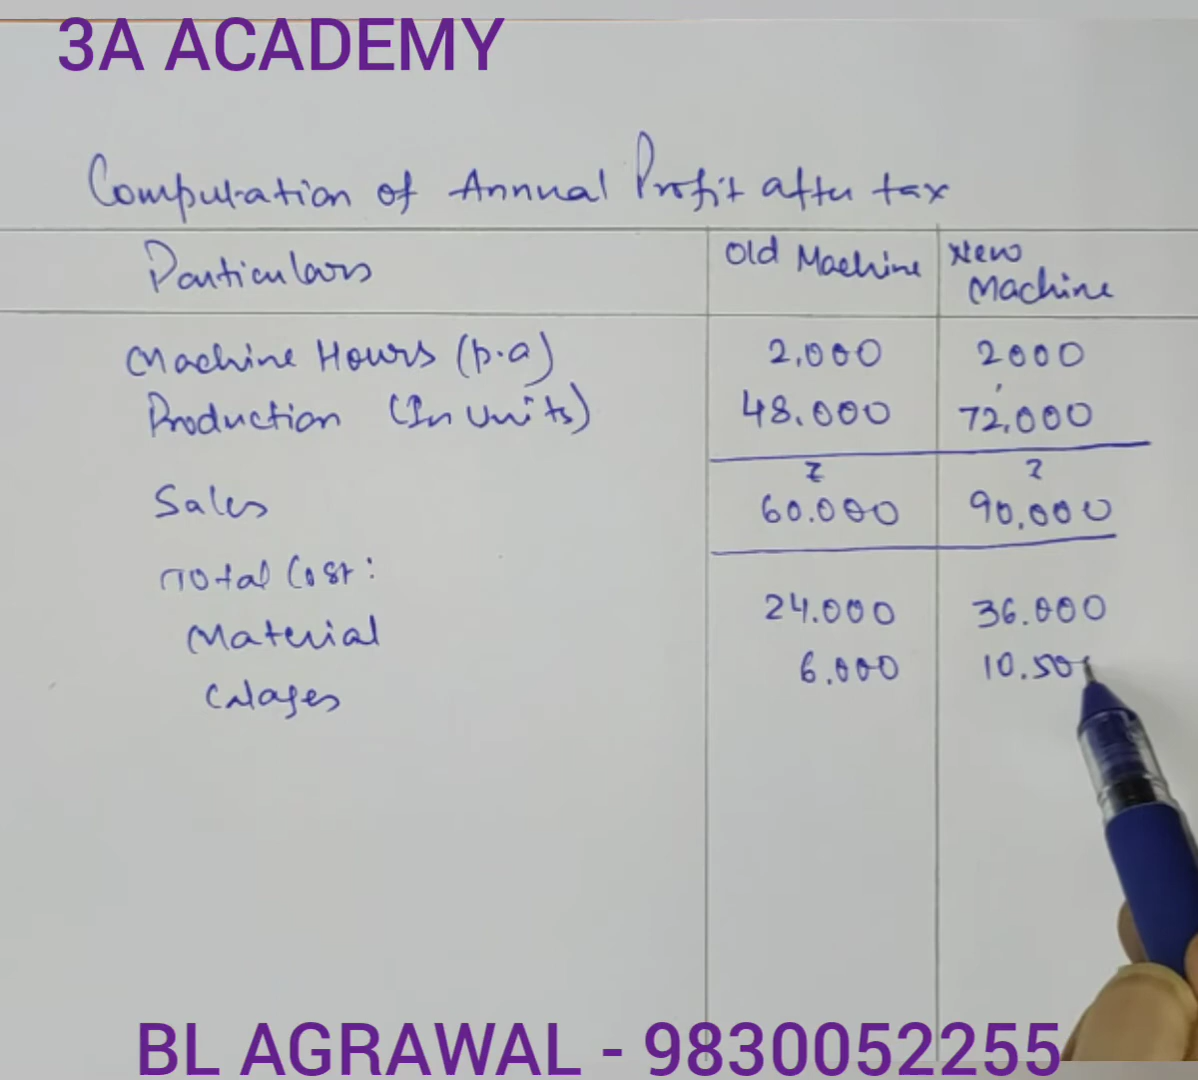 3A ACADEMY
Computation of Annual Profit after tax
Particulars Old Machine New Machine
Machine Hours (p.a) 2,000 2000
Production (In Units) 48.000 72,000
₹ ₹
Sales 60.000 90,000
Total Cost:
Material 24.000 36.000
Wages 6.000 10.50
BL AGRAWAL - 9830052255